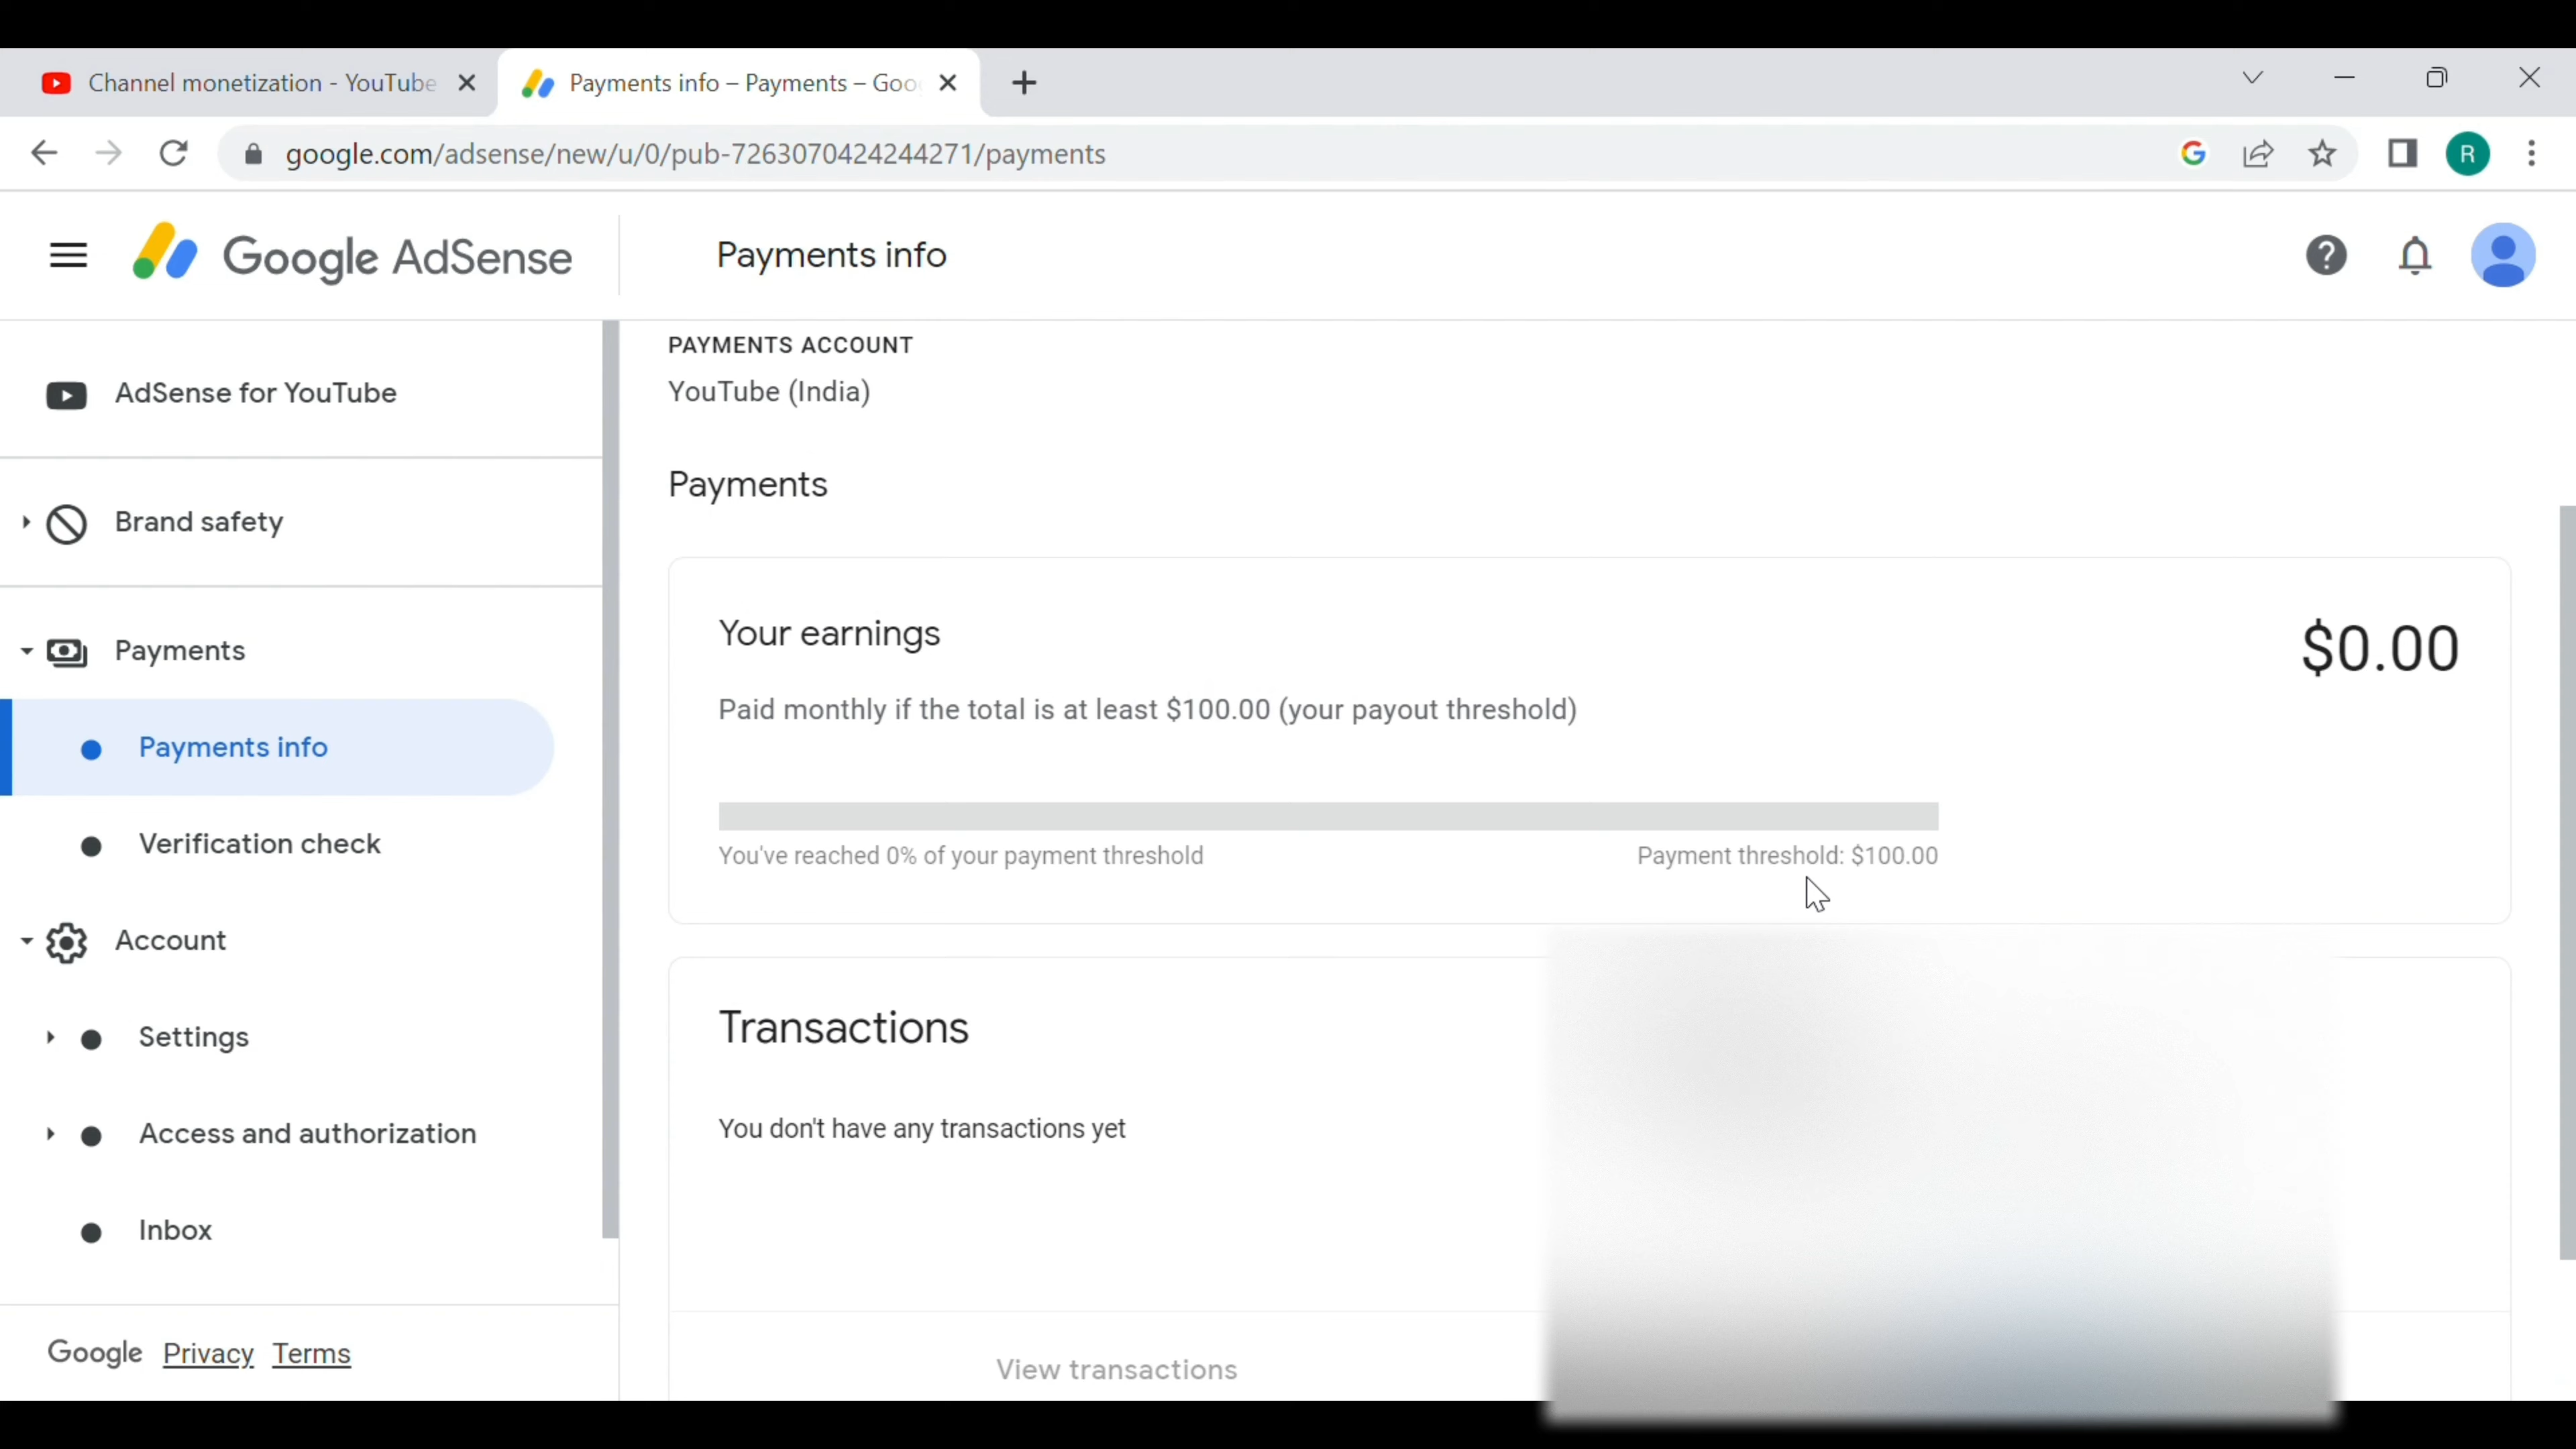 Channel monetization - YouTube
Payments info – Payments – Goo
google.com/adsense/new/u/0/pub-7263070424244271/payments
R
Google AdSense
Payments info
AdSense for YouTube
Brand safety
Payments
Payments info
Verification check
Account
Settings
Access and authorization
Inbox
Google Privacy Terms
PAYMENTS ACCOUNT
YouTube (India)
Payments
Your earnings
$0.00
Paid monthly if the total is at least $100.00 (your payout threshold)
You've reached 0% of your payment threshold
Payment threshold: $100.00
Transactions
You don't have any transactions yet
View transactions